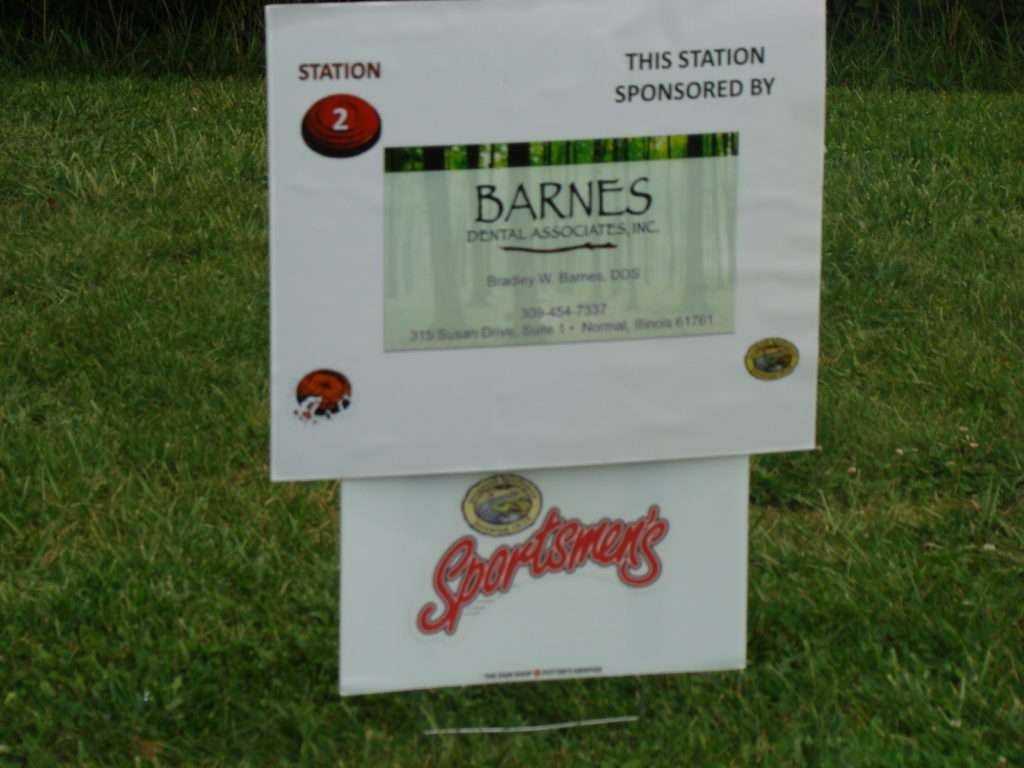 STATION
2
THIS STATION
SPONSORED BY
BARNES
DENTAL ASSOCIATES, INC.
Bradley W. Barnes, DDS
309-454-7337
315 Susan Drive, Suite 1 • Normal, Illinois 61761
Sportsmen's